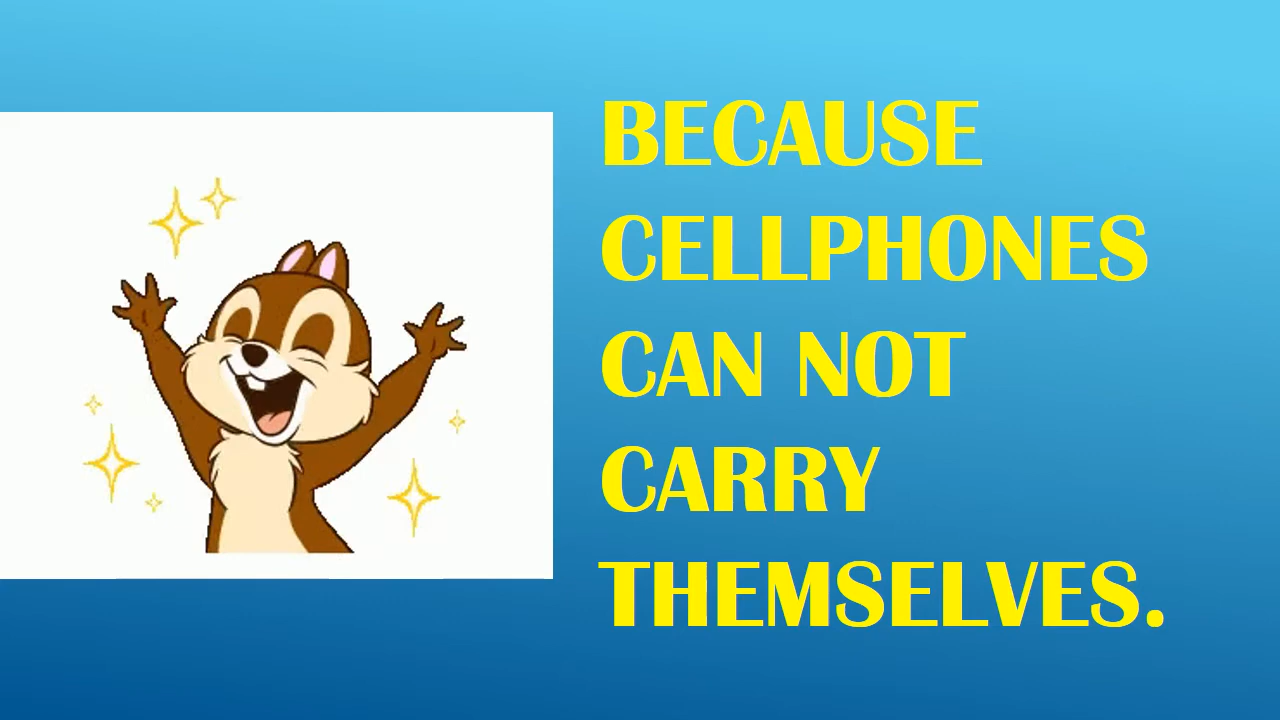 BECAUSE
CELLPHONES
CAN NOT
CARRY
THEMSELVES.